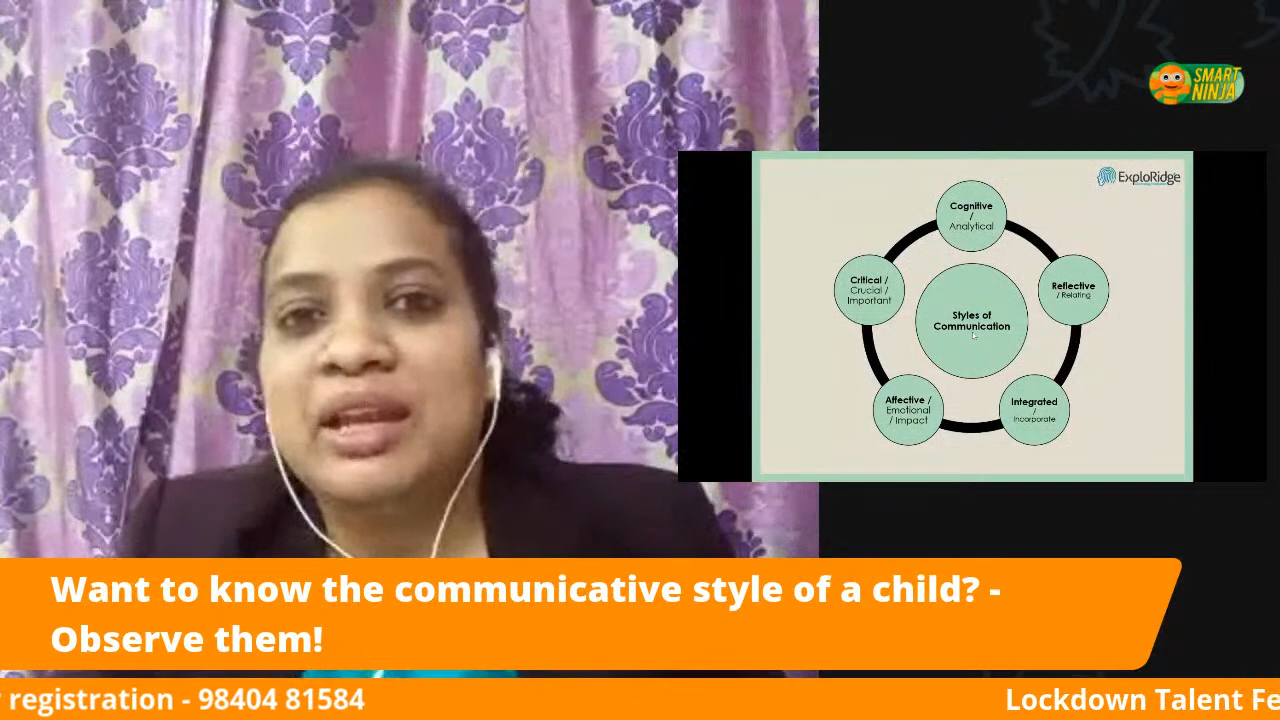 SMART
NINJA
ExploRidge
Cognitive
/
Analytical
Critical /
Crucial /
Important
Reflective
/ Relating
Styles of
Communication
Affective /
Emotional
/ Impact
Integrated
/
Incorporate
Want to know the communicative style of a child? -
Observe them!
registration - 98404 81584
Lockdown Talent Fe